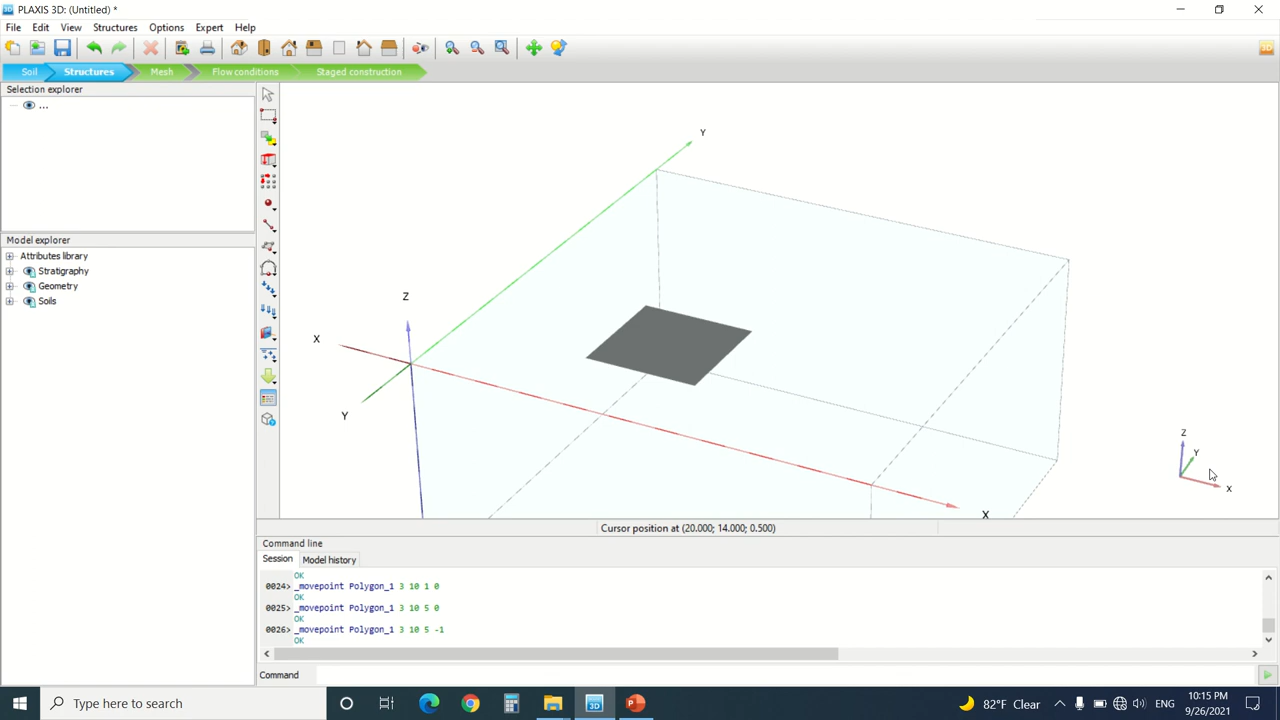 PLAXIS 3D: (Untitled) *
File Edit View Structures Options Expert Help
3D
Soil Structures Mesh Flow conditions Staged construction
Selection explorer
...
Model explorer
Attributes library
Stratigraphy
Geometry
Soils
Y
Z
X
Y
X
Z
Y
X
Cursor position at (20.000; 14.000; 0.500)
Command line
Session Model history
OK
0024> _movepoint Polygon_1 3 10 1 0
OK
0025> _movepoint Polygon_1 3 10 5 0
OK
0026> _movepoint Polygon_1 3 10 5 -1
OK
Command
Type here to search
3D
82°F Clear
ENG
10:15 PM
9/26/2021